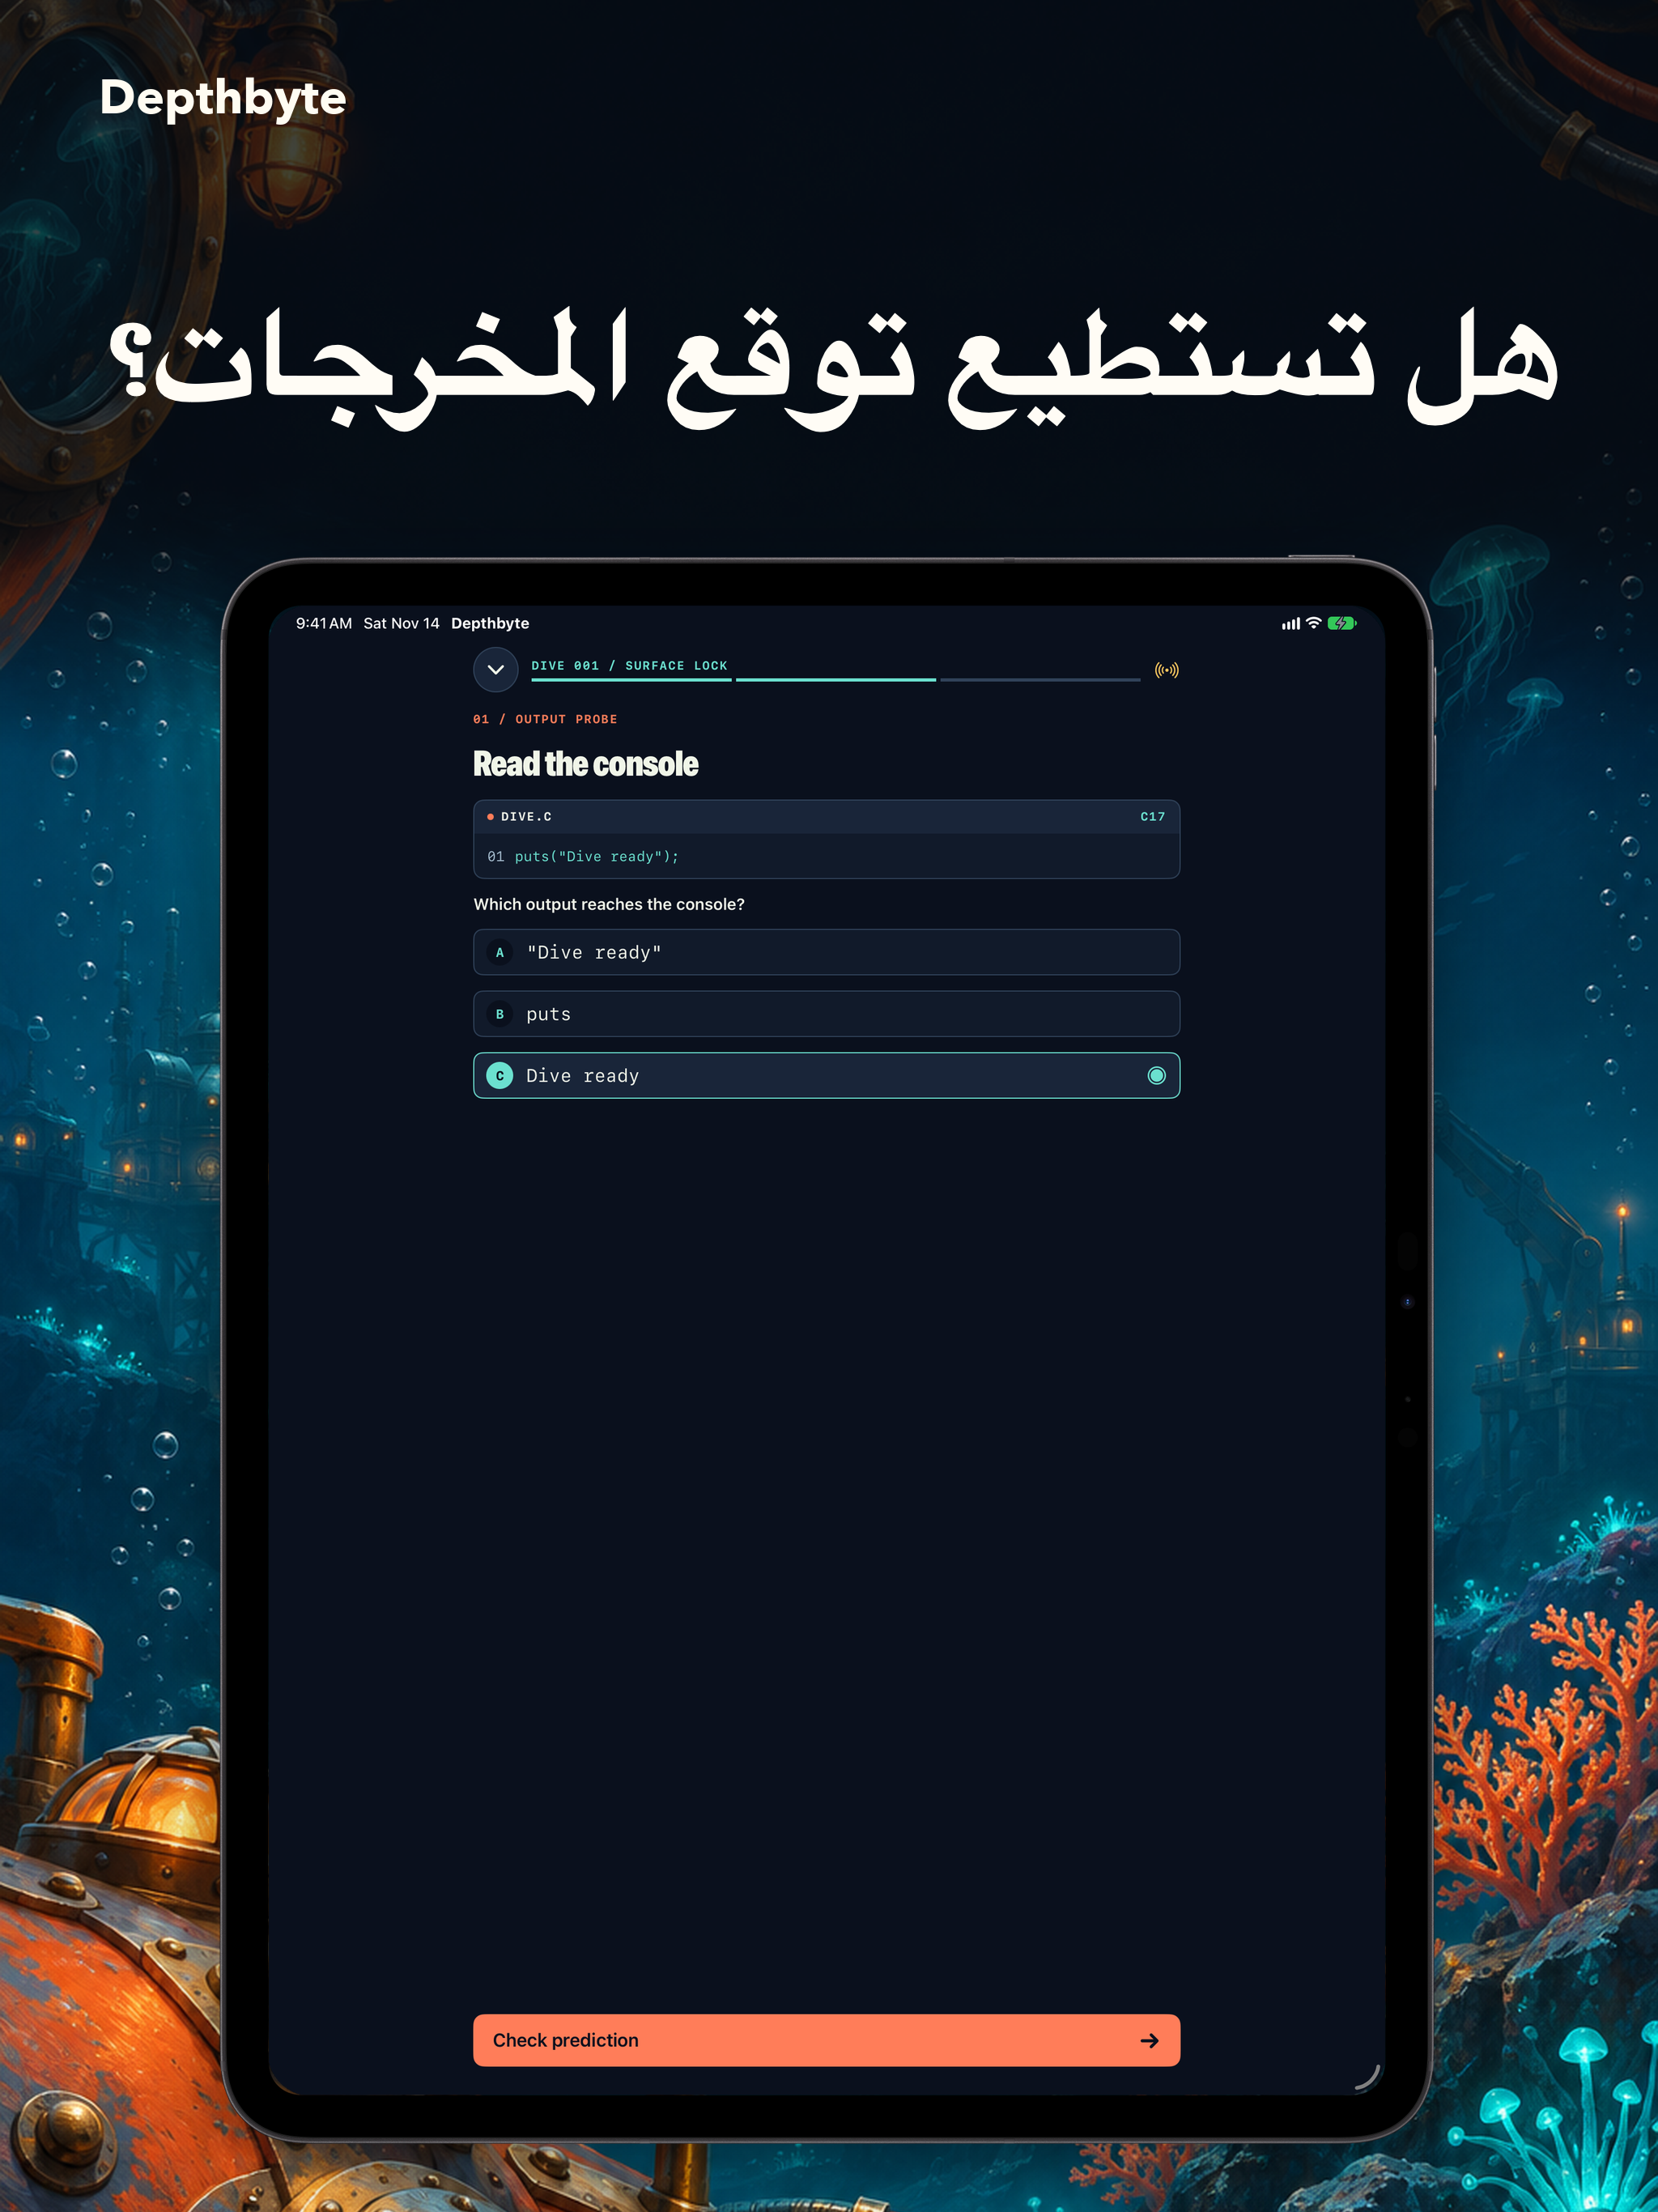 Depthbyte
هل تستطيع توقع المخرجات؟
9:41 AM Sat Nov 14 Depthbyte
DIVE 001 / SURFACE LOCK
01 / OUTPUT PROBE
Read the console
DIVE.C C17
01 puts("Dive ready");
Which output reaches the console?
A "Dive ready"
B puts
C Dive ready
Check prediction